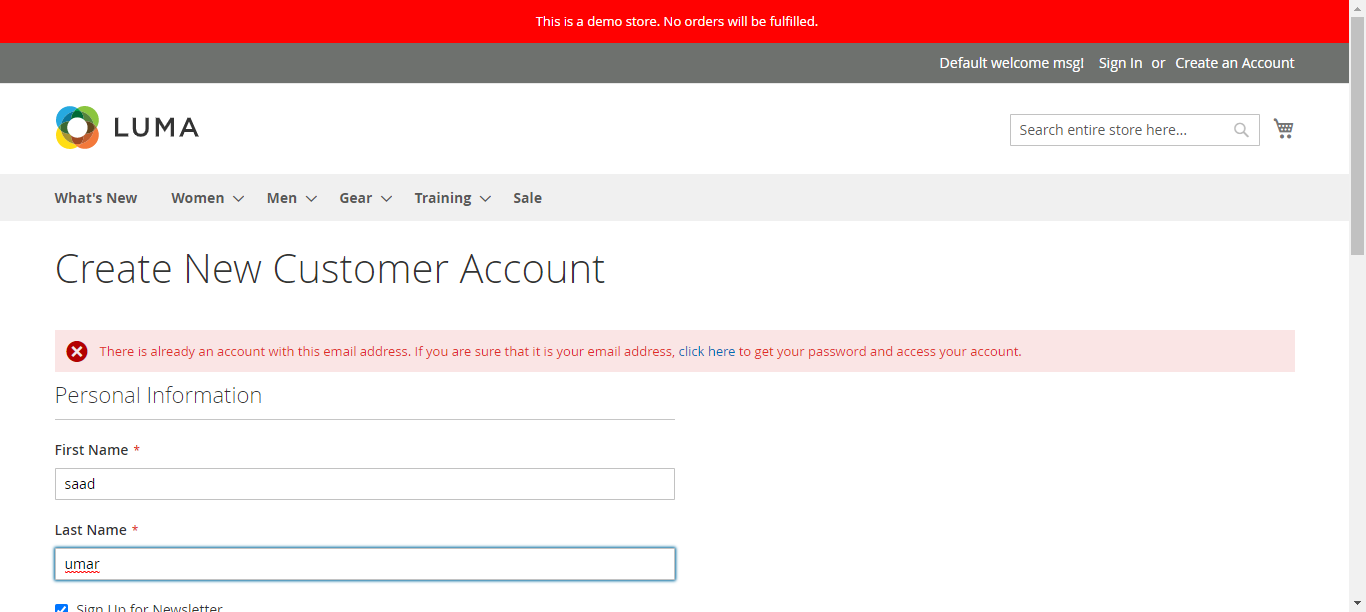 This is a demo store. No orders will be fulfilled.
Default welcome msg! Sign In or Create an Account
LUMA
Search entire store here...
What's New Women Men Gear Training Sale
Create New Customer Account
There is already an account with this email address. If you are sure that it is your email address, click here to get your password and access your account.
Personal Information
First Name *
saad
Last Name *
umar
Sign Up for Newsletter